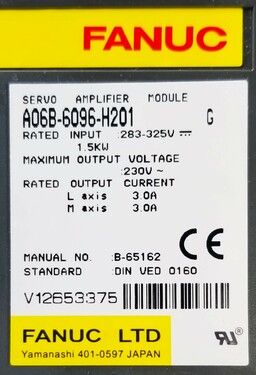 FANUC
SERVO AMPLIFIER MODULE
A06B-6096-H201 G
RATED INPUT :283-325V ⎓
1.5KW
MAXIMUM OUTPUT VOLTAGE
:230V ~
RATED OUTPUT CURRENT
L axis 3.0A
M axis 3.0A
MANUAL NO. :B-65162
STANDARD :DIN VED 0160
CE
V12653375
FANUC LTD
Yamanashi 401-0597 JAPAN
RU